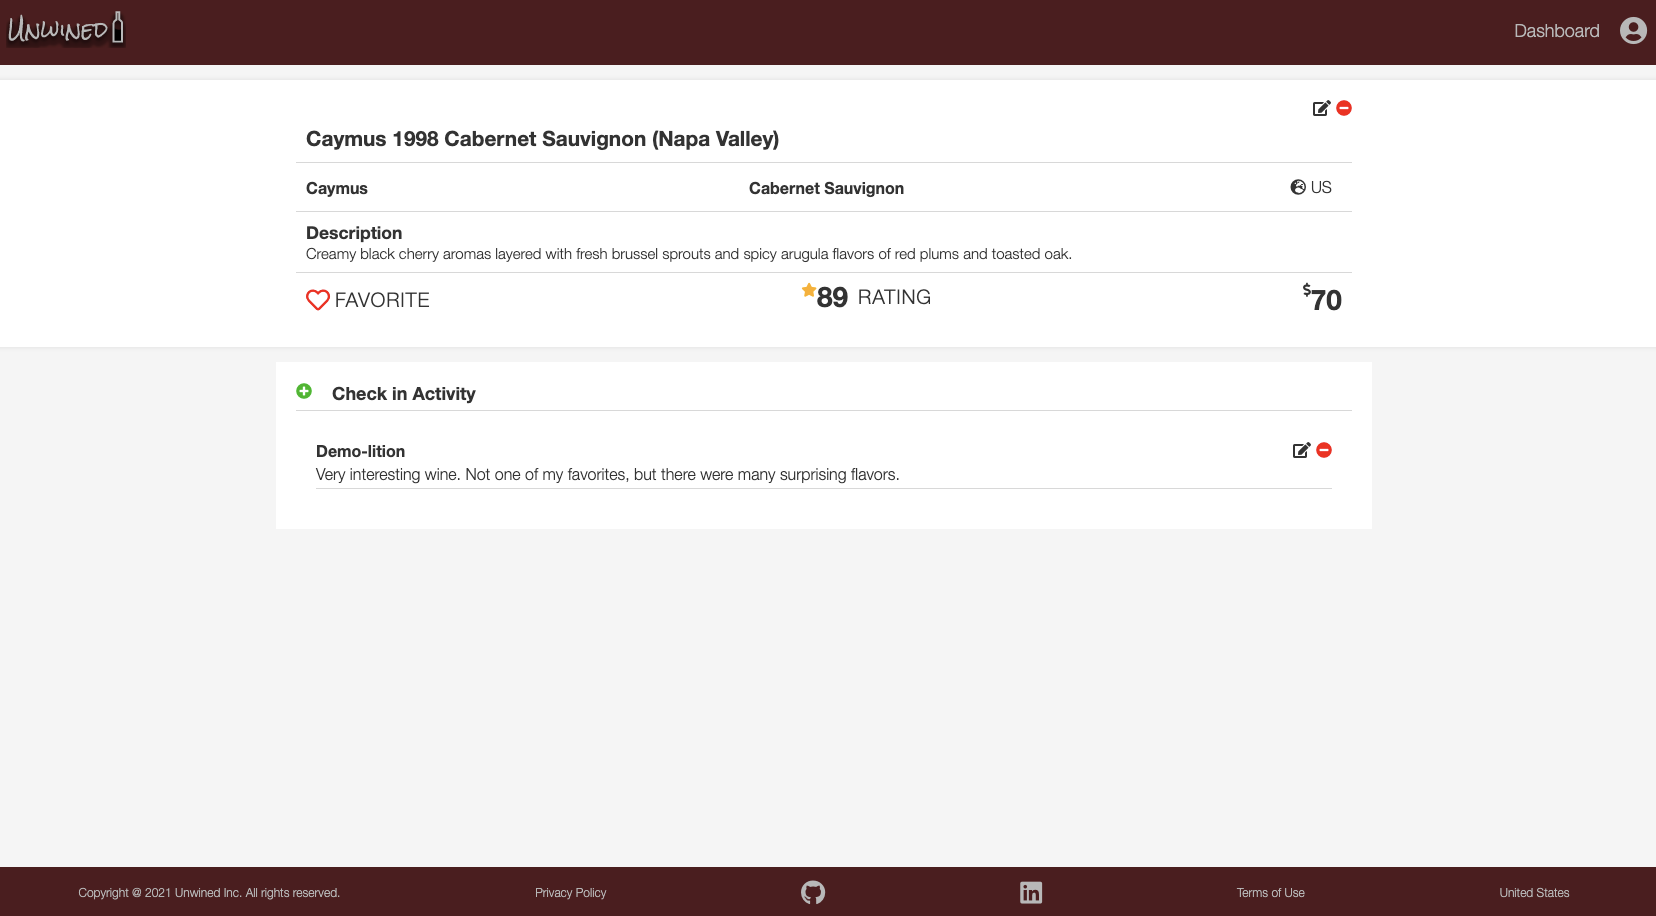 Unwined
Dashboard
Caymus 1998 Cabernet Sauvignon (Napa Valley)
Caymus
Cabernet Sauvignon
US
Description
Creamy black cherry aromas layered with fresh brussel sprouts and spicy arugula flavors of red plums and toasted oak.
FAVORITE
89 RATING
$70
Check in Activity
Demo-lition
Very interesting wine. Not one of my favorites, but there were many surprising flavors.
Copyright @ 2021 Unwined Inc. All rights reserved.
Privacy Policy
in
Terms of Use
United States